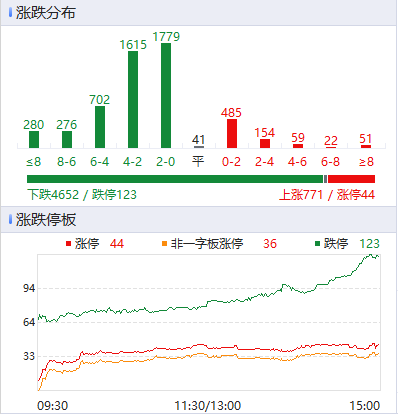 涨跌分布
280 276 702 1615 1779 41 485 154 59 22 51
≤8 8-6 6-4 4-2 2-0 平 0-2 2-4 4-6 6-8 ≥8
下跌4652 / 跌停123 上涨771 / 涨停44
涨跌停板
涨停 44 非一字板涨停 36 跌停 123
94
64
33
09:30 11:30/13:00 15:00